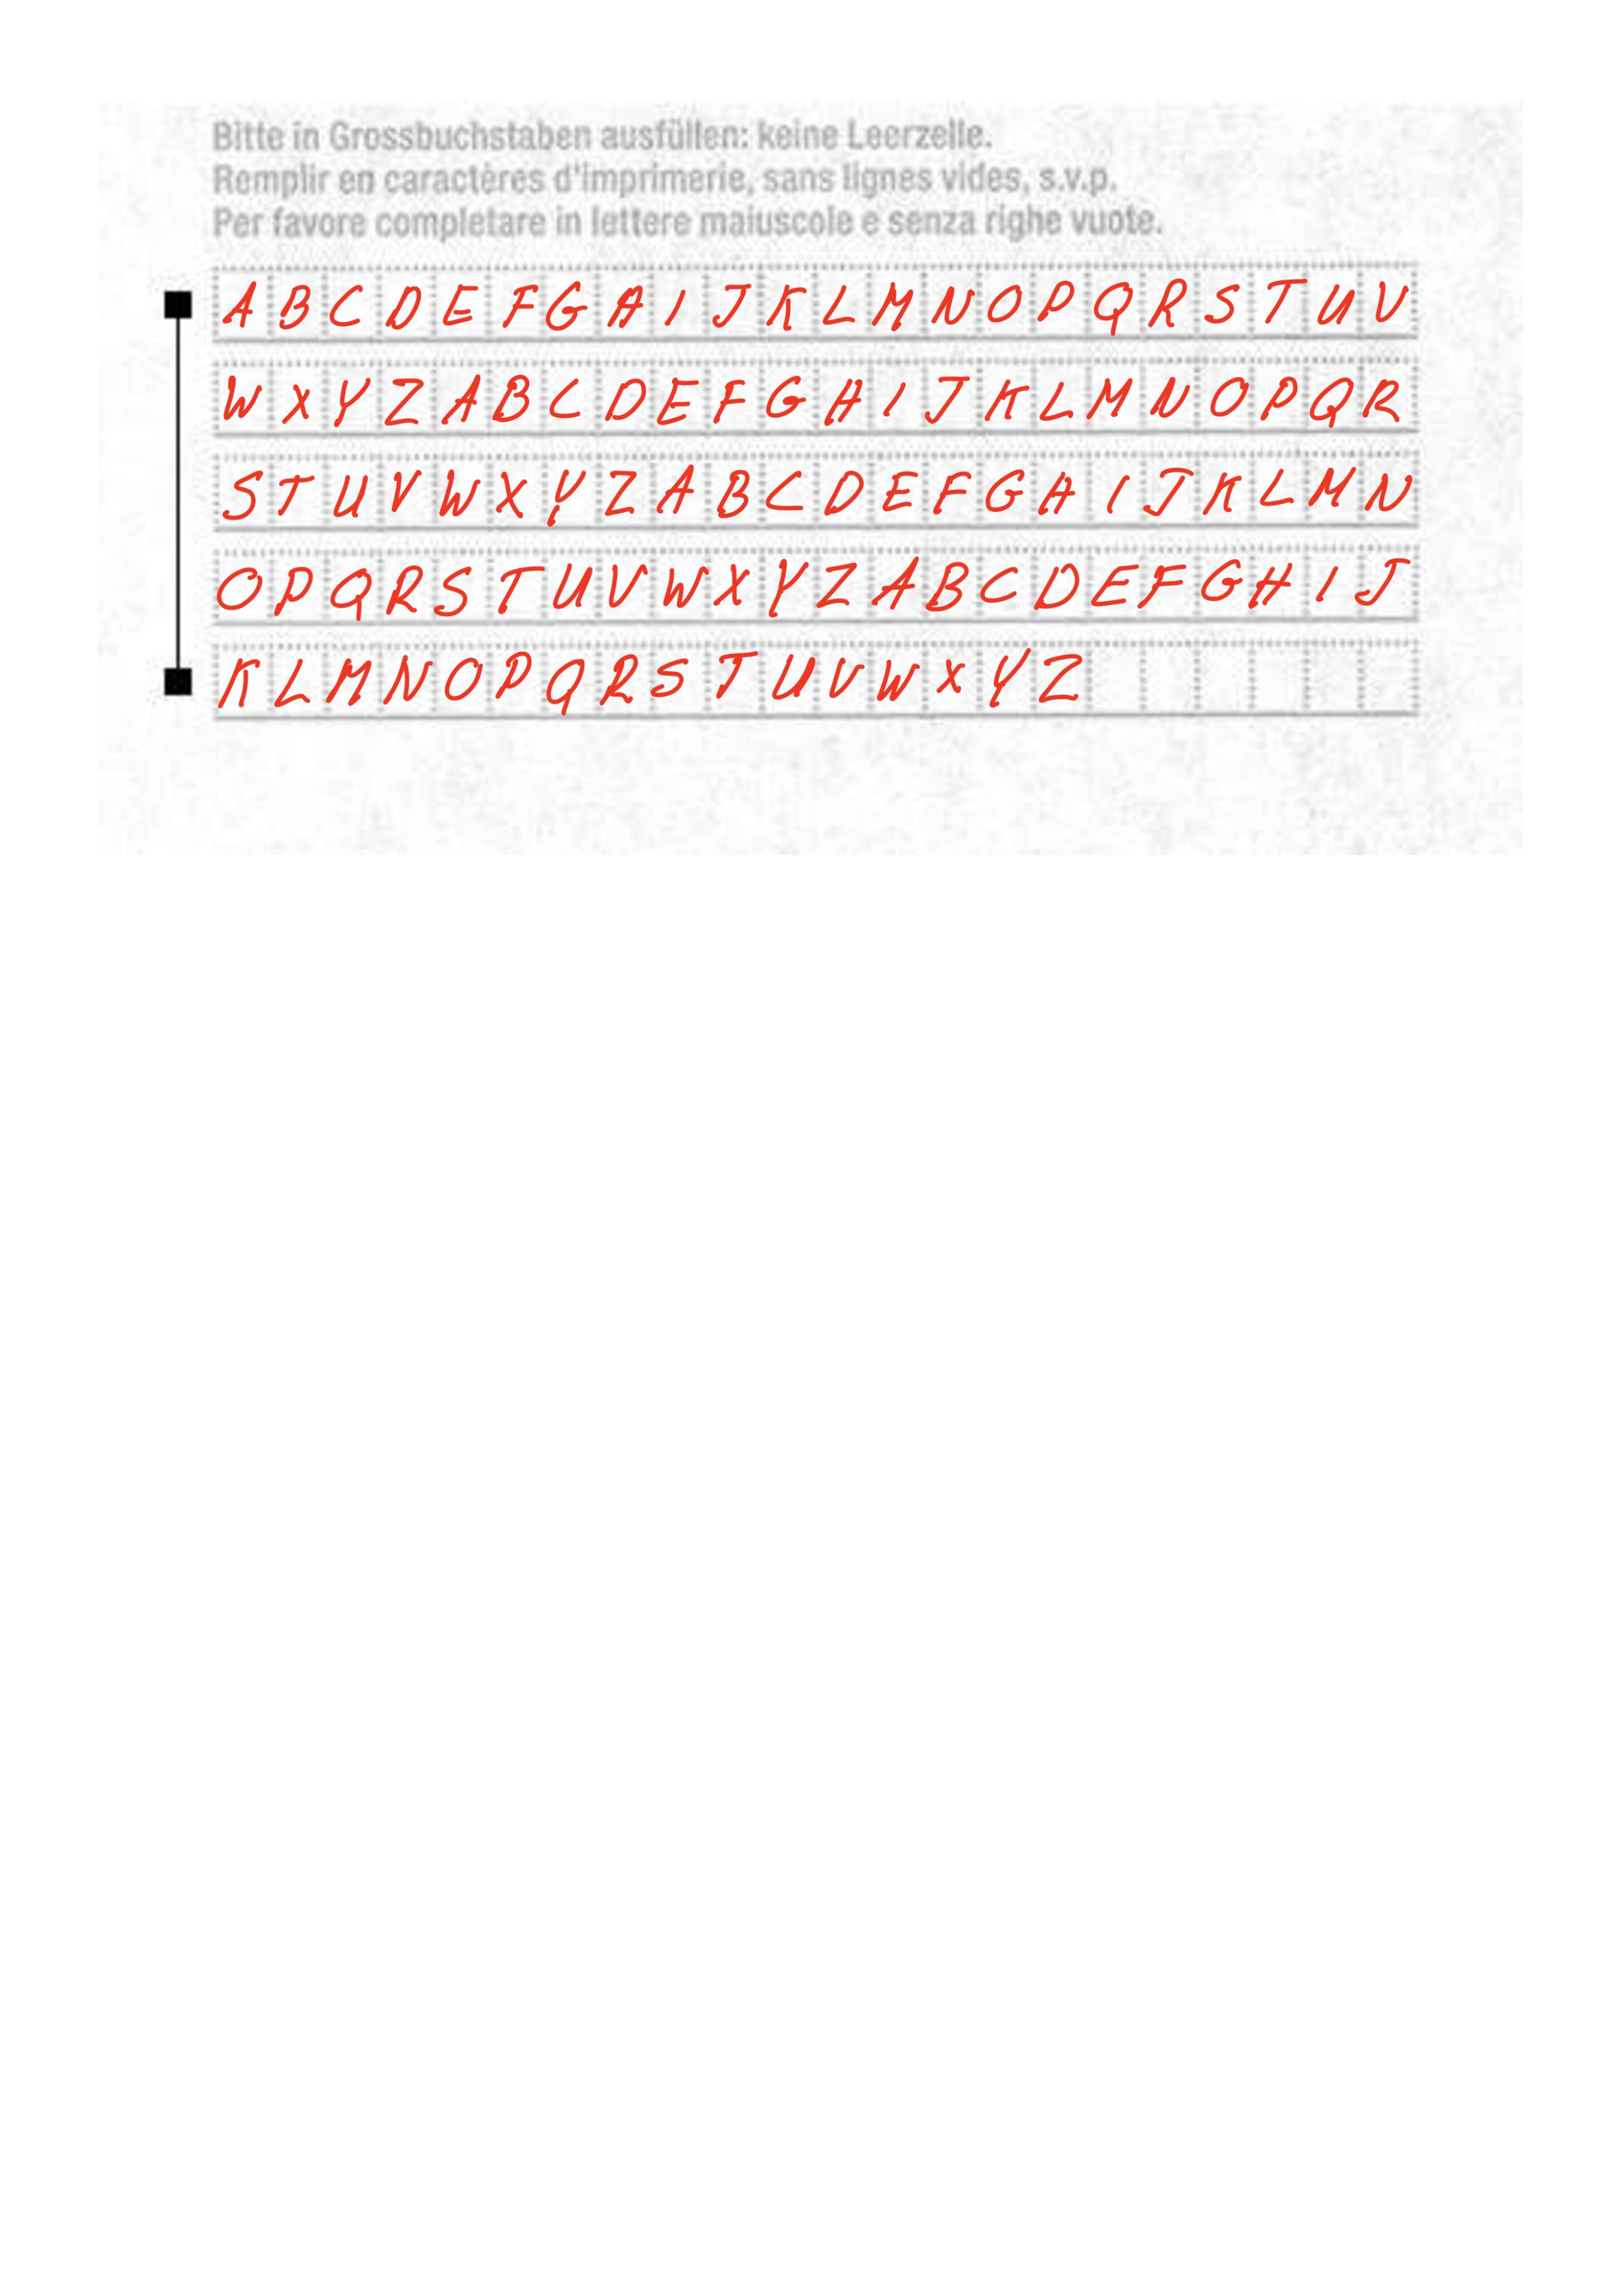 Bitte in Grossbuchstaben ausfüllen: keine Leerzelle.
Remplir en caractères d'imprimerie, sans lignes vides, s.v.p.
Per favore completare in lettere maiuscole e senza righe vuote.
A B C D E F G H I J K L M N O P Q R S T U V
W X Y Z A B C D E F G H I J K L M N O P Q R
S T U V W X Y Z A B C D E F G H I J K L M N
O P Q R S T U V W X Y Z A B C D E F G H I J
K L M N O P Q R S T U V W X Y Z